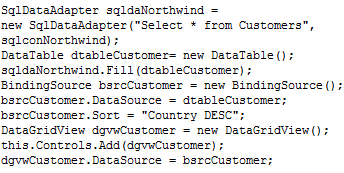 SqlDataAdapter sqldaNorthwind =
new SqlDataAdapter("Select * from Customers",
sqlconNorthwind);
DataTable dtableCustomer= new DataTable();
sqldaNorthwind.Fill(dtableCustomer);
BindingSource bsrcCustomer = new BindingSource();
bsrcCustomer.DataSource = dtableCustomer;
bsrcCustomer.Sort = "Country DESC";
DataGridView dgvwCustomer = new DataGridView();
this.Controls.Add(dgvwCustomer);
dgvwCustomer.DataSource = bsrcCustomer;